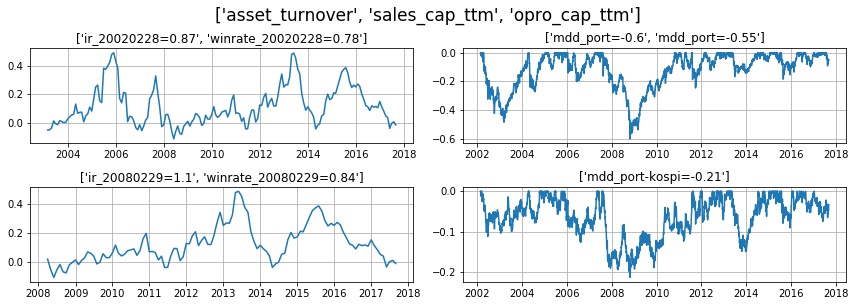 ['asset_turnover', 'sales_cap_ttm', 'opro_cap_ttm']
['ir_20020228=0.87', 'winrate_20020228=0.78']
0.4
0.2
0.0
2004 2006 2008 2010 2012 2014 2016 2018
['mdd_port=-0.6', 'mdd_port=-0.55']
0.0
−0.2
−0.4
−0.6
2002 2004 2006 2008 2010 2012 2014 2016 2018
['ir_20080229=1.1', 'winrate_20080229=0.84']
0.4
0.2
0.0
2008 2009 2010 2011 2012 2013 2014 2015 2016 2017 2018
['mdd_port-kospi=-0.21']
0.0
−0.1
−0.2
2002 2004 2006 2008 2010 2012 2014 2016 2018